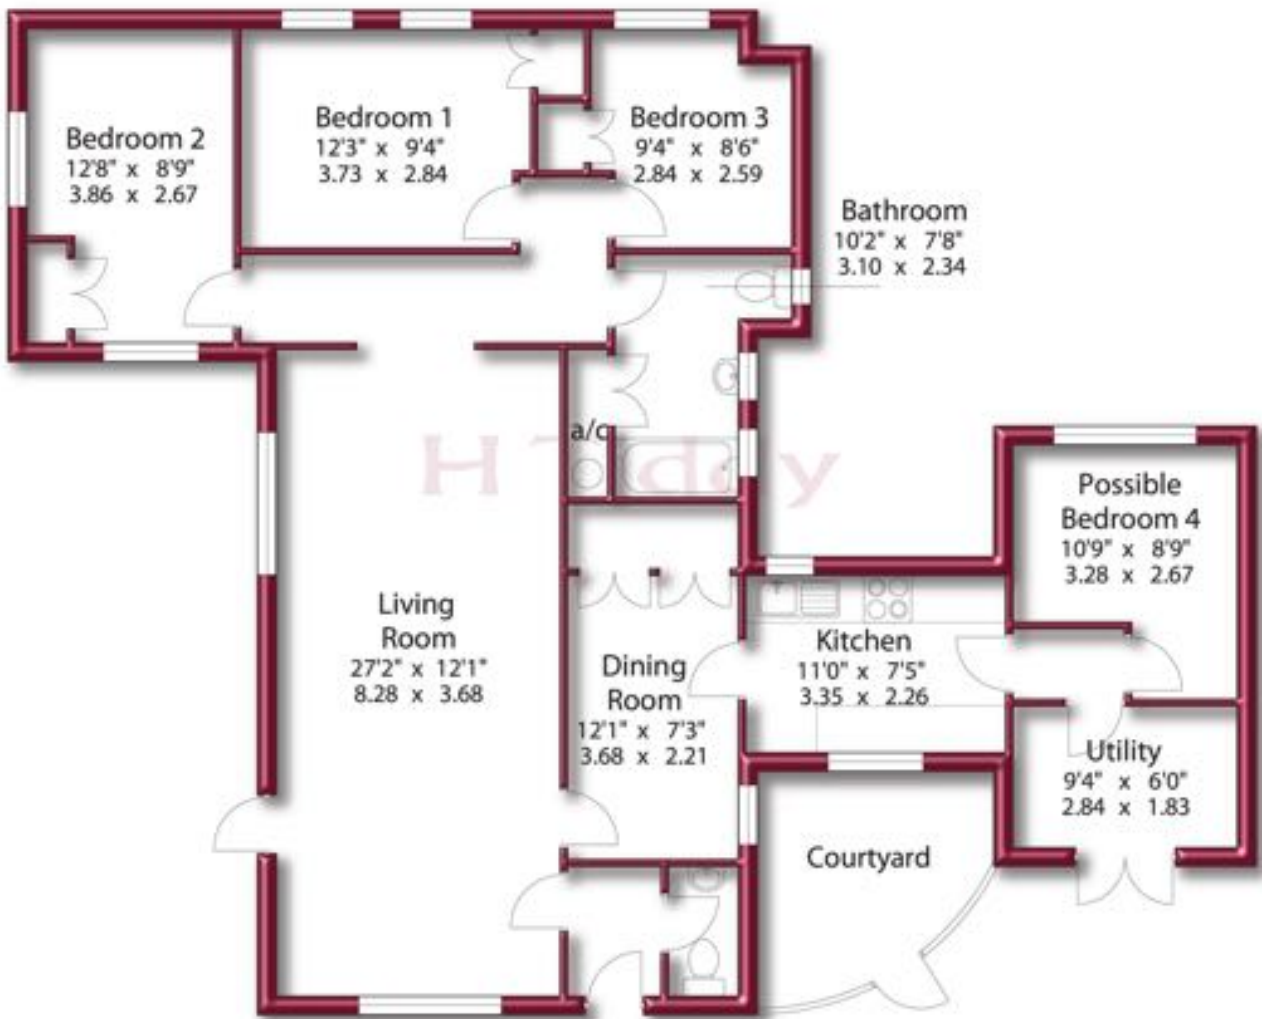 Bedroom 2
12'8" x 8'9"
3.86 x 2.67
Bedroom 1
12'3" x 9'4"
3.73 x 2.84
Bedroom 3
9'4" x 8'6"
2.84 x 2.59
Bathroom
10'2" x 7'8"
3.10 x 2.34
a/c
Possible
Bedroom 4
10'9" x 8'9"
3.28 x 2.67
Living
Room
27'2" x 12'1"
8.28 x 3.68
Dining
Room
12'1" x 7'3"
3.68 x 2.21
Kitchen
11'0" x 7'5"
3.35 x 2.26
Utility
9'4" x 6'0"
2.84 x 1.83
Courtyard